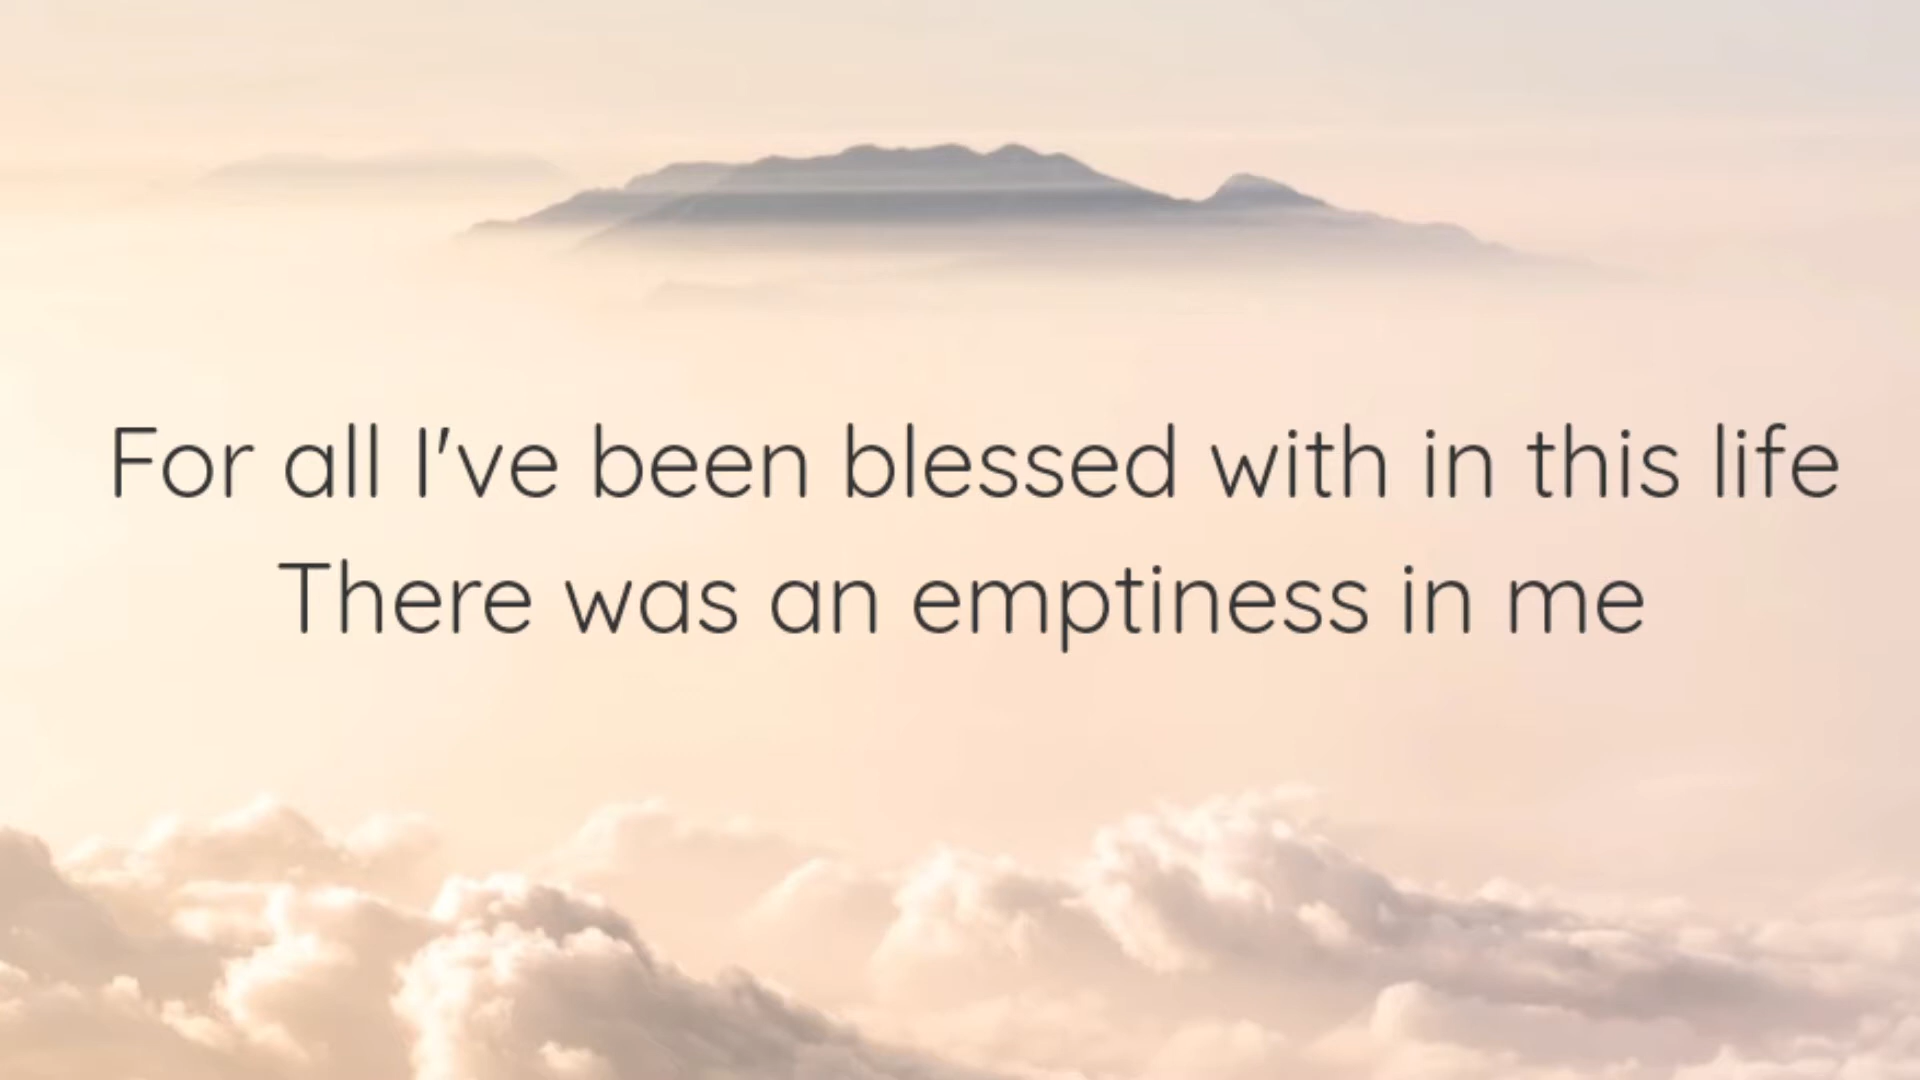 For all I've been blessed with in this life
There was an emptiness in me